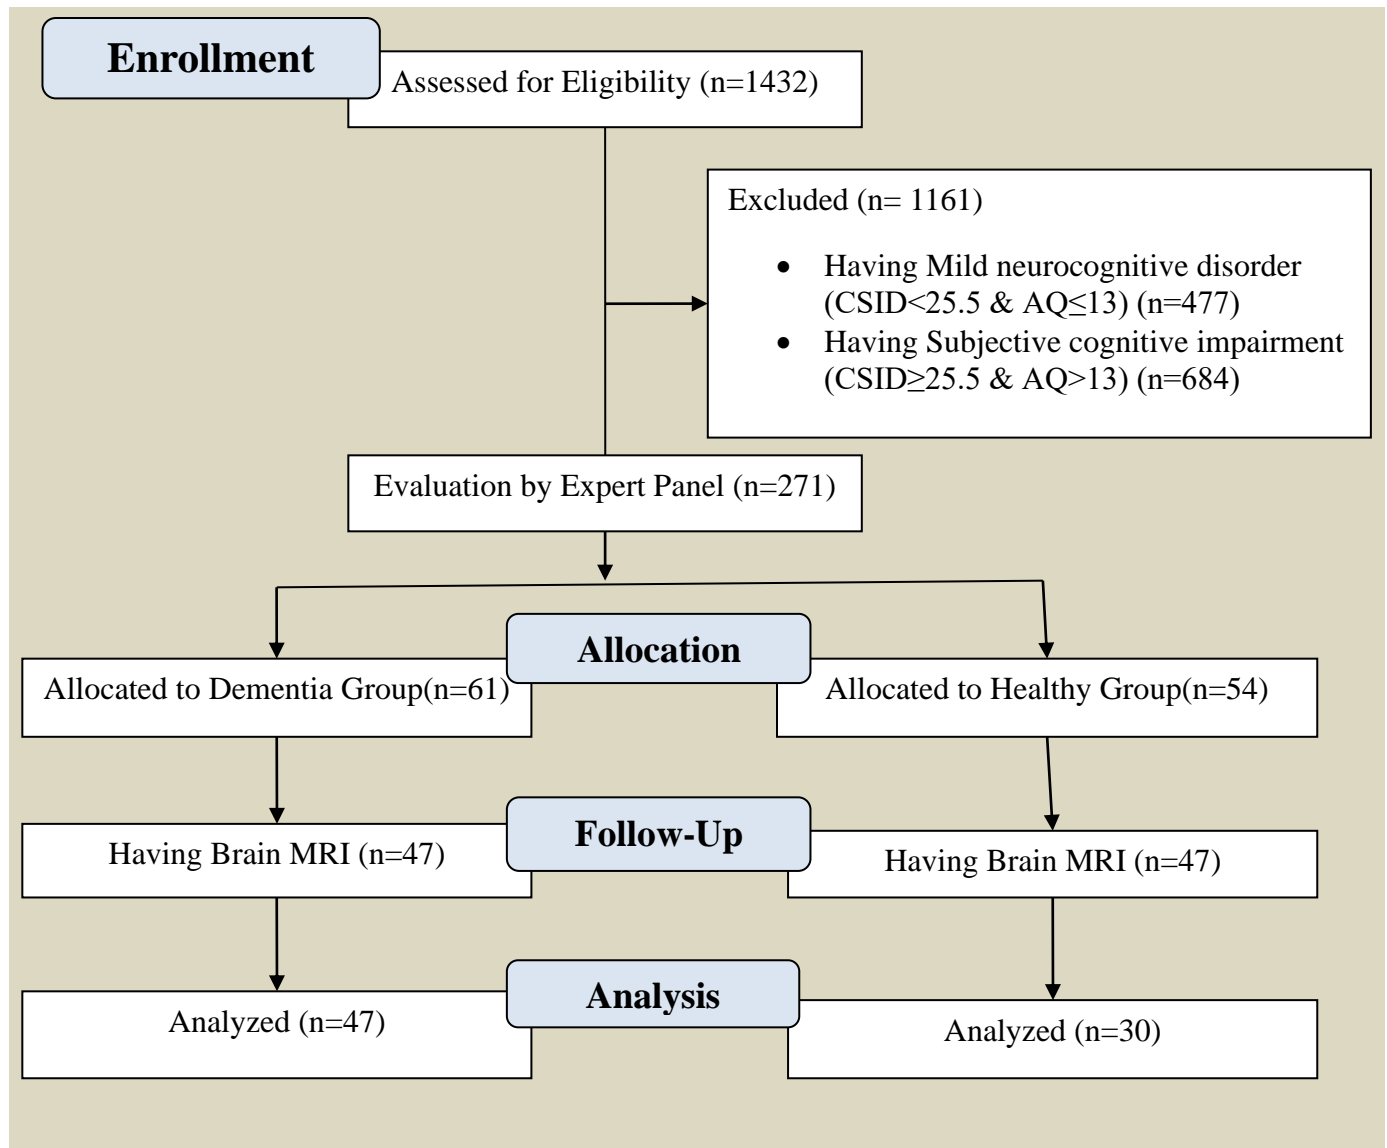 Enrollment
Assessed for Eligibility (n=1432)
Excluded (n= 1161)
• Having Mild neurocognitive disorder
(CSID<25.5 & AQ≤13) (n=477)
• Having Subjective cognitive impairment
(CSID≥25.5 & AQ>13) (n=684)
Evaluation by Expert Panel (n=271)
Allocation
Allocated to Dementia Group(n=61)
Allocated to Healthy Group(n=54)
Follow-Up
Having Brain MRI (n=47)
Having Brain MRI (n=47)
Analysis
Analyzed (n=47)
Analyzed (n=30)